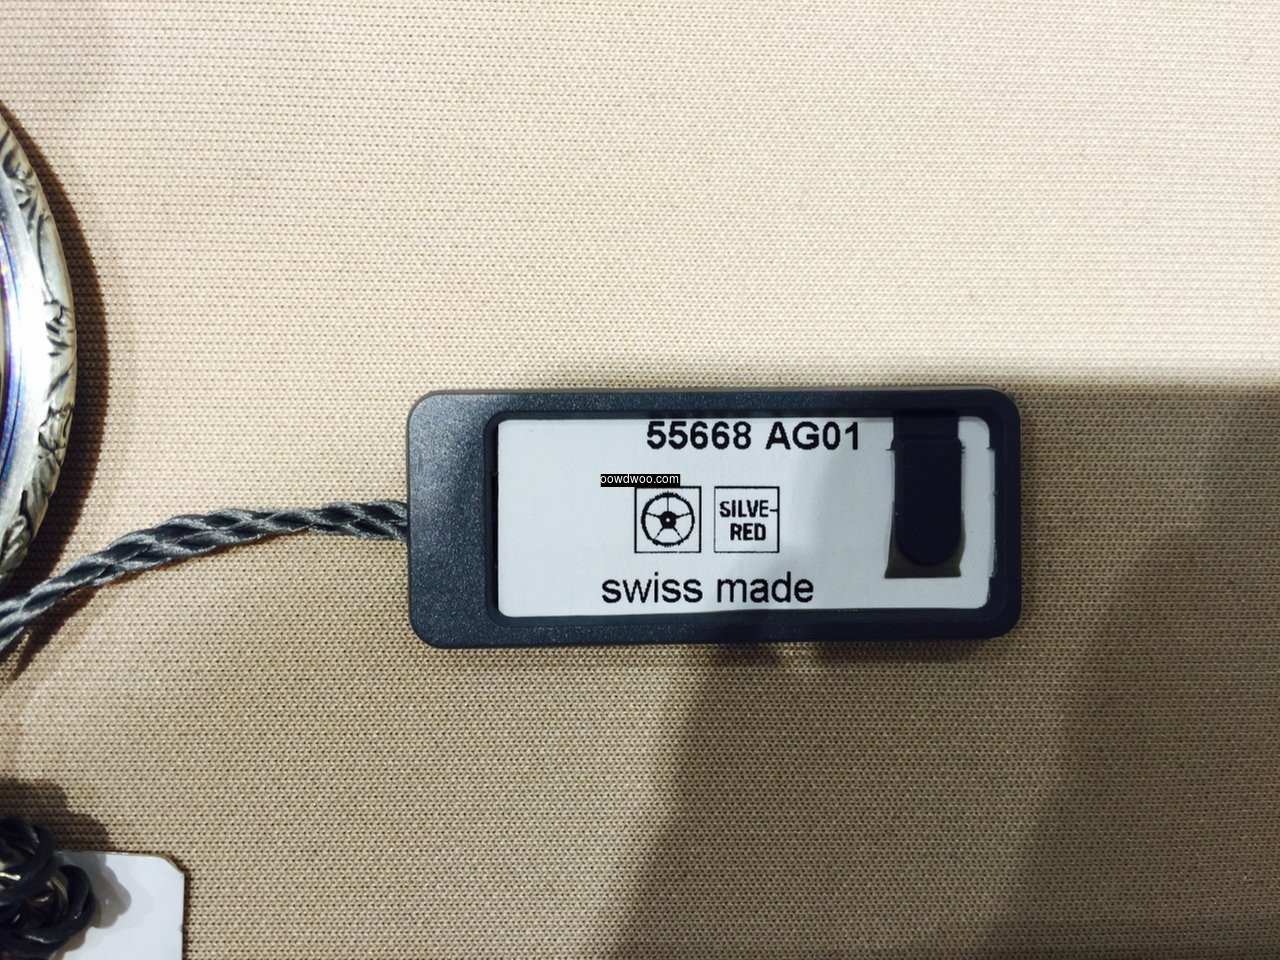 55668 AG01
oowdwoo.com
SILVE-
RED
swiss made